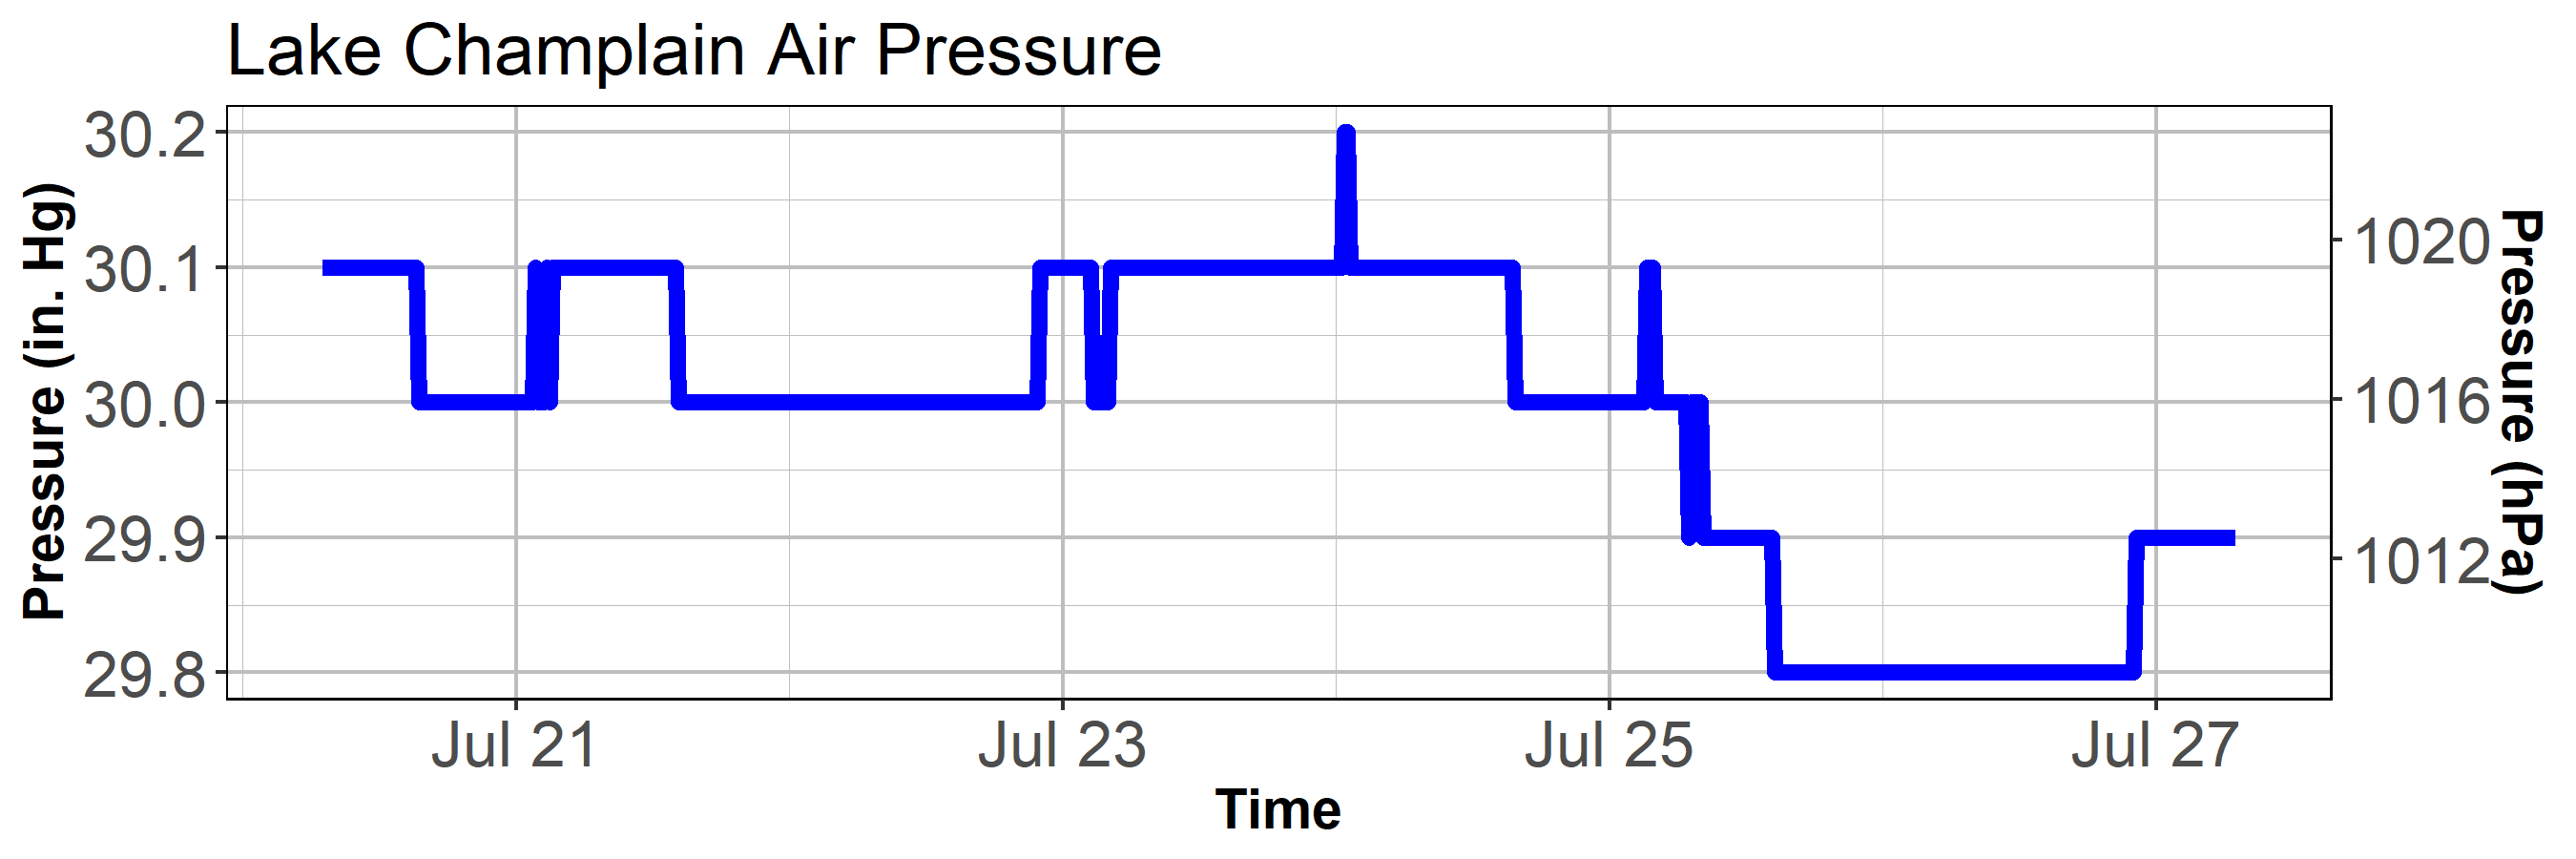 Lake Champlain Air Pressure
Pressure (in. Hg)
30.2
30.1
30.0
29.9
29.8
1020
1016
1012
Pressure (hPa)
Jul 21 Jul 23 Jul 25 Jul 27
Time